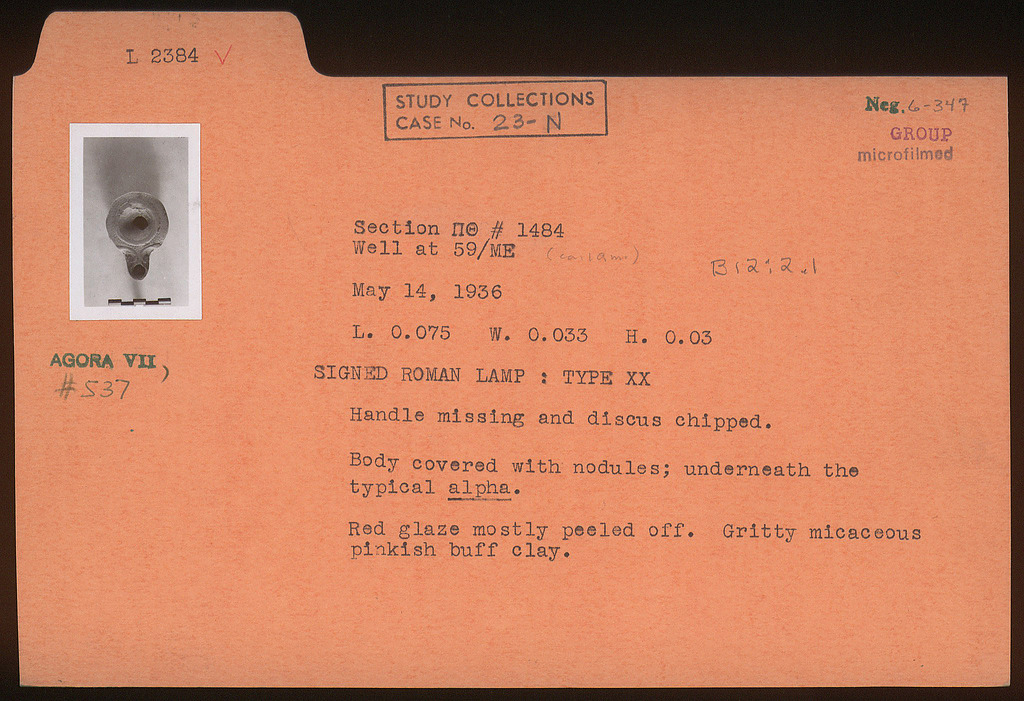 L 2384 ✓
STUDY COLLECTIONS
CASE No. 23-N
Neg. 6-347
GROUP
microfilmed
Section ΠΘ # 1484
Well at 59/ME
B12:2.1
May 14, 1936
L. 0.075 W. 0.033 H. 0.03
AGORA VII,
#537
SIGNED ROMAN LAMP : TYPE XX
Handle missing and discus chipped.
Body covered with nodules; underneath the
typical alpha.
Red glaze mostly peeled off. Gritty micaceous
pinkish buff clay.